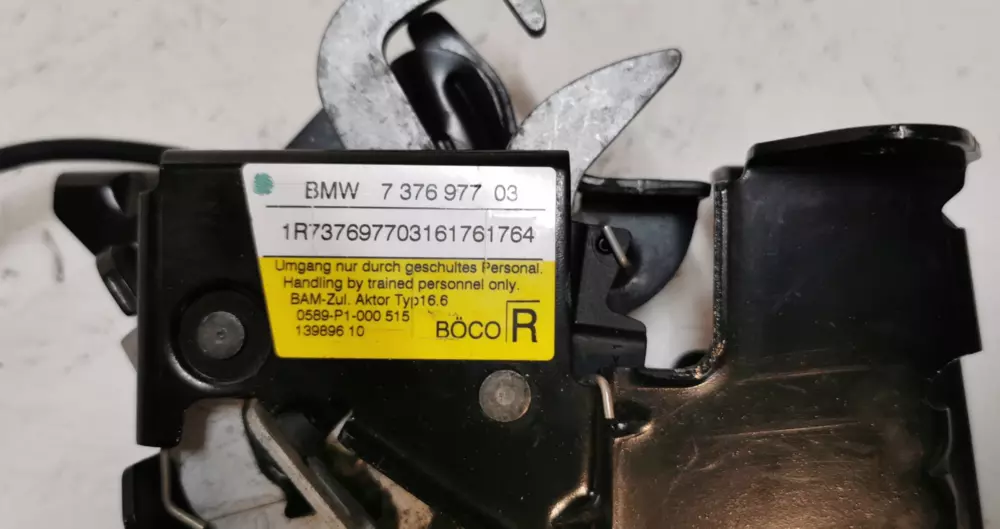 BMW 7 376 977 03
1R737697703161761764
Umgang nur durch geschultes Personal.
Handling by trained personnel only.
BAM-Zul. Aktor Typ16.6
0589-P1-000 515
139896 10
BÖCO R